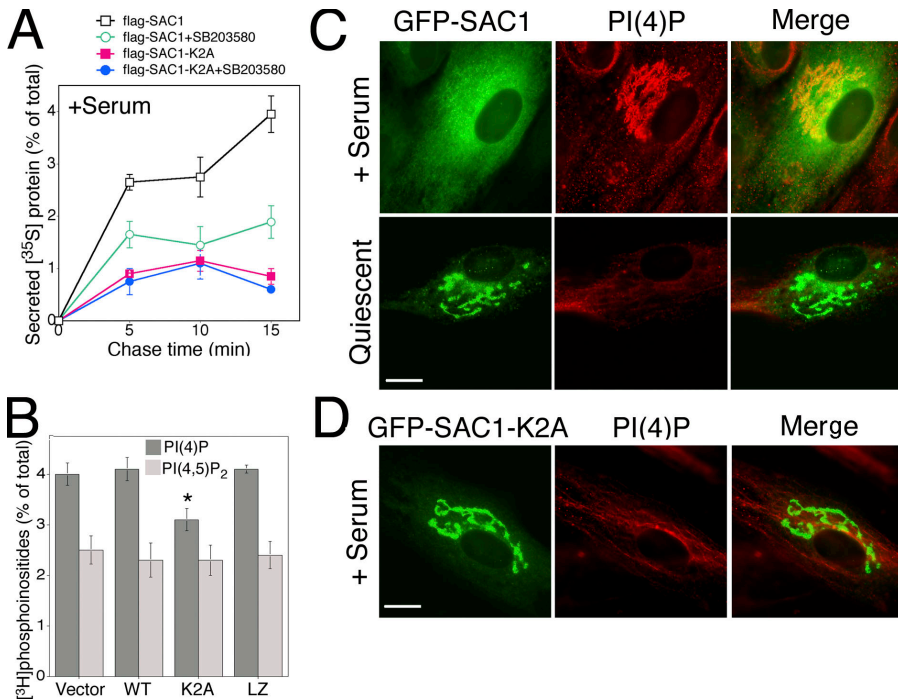 A
flag-SAC1
flag-SAC1+SB203580
flag-SAC1-K2A
flag-SAC1-K2A+SB203580
+Serum
Secreted [³⁵S] protein (% of total)
4
3
2
1
0
0 5 10 15
Chase time (min)
B
PI(4)P
PI(4,5)P₂
*
[³H]phosphoinositides (% of total)
4
3
2
1
0
Vector WT K2A LZ
C
GFP-SAC1 PI(4)P Merge
+ Serum
Quiescent
D
GFP-SAC1-K2A PI(4)P Merge
+ Serum